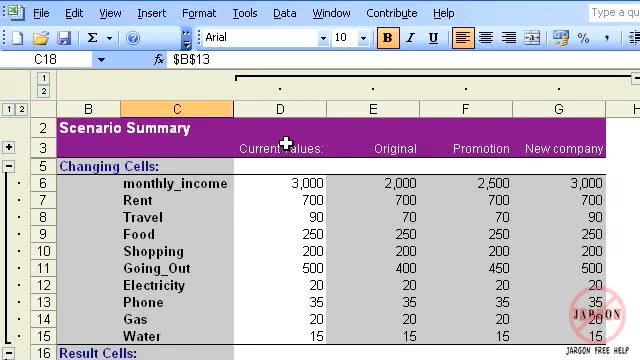 File Edit View Insert Format Tools Data Window Contribute Help Type a qu
Σ Arial 10 B I U % ,
C18 fx $B$13
1
2
1 2 B C D E F G H
2 Scenario Summary
3 Current Values: Original Promotion New company
5 Changing Cells:
6 monthly_income 3,000 2,000 2,500 3,000
7 Rent 700 700 700 700
8 Travel 90 70 70 90
9 Food 250 250 250 250
10 Shopping 200 200 200 200
11 Going_Out 500 400 450 500
12 Electricity 20 20 20 20
13 Phone 35 35 35 35
14 Gas 20 20 20 20
15 Water 15 15 15 15
16 Result Cells:
JARGON
JARGON FREE HELP